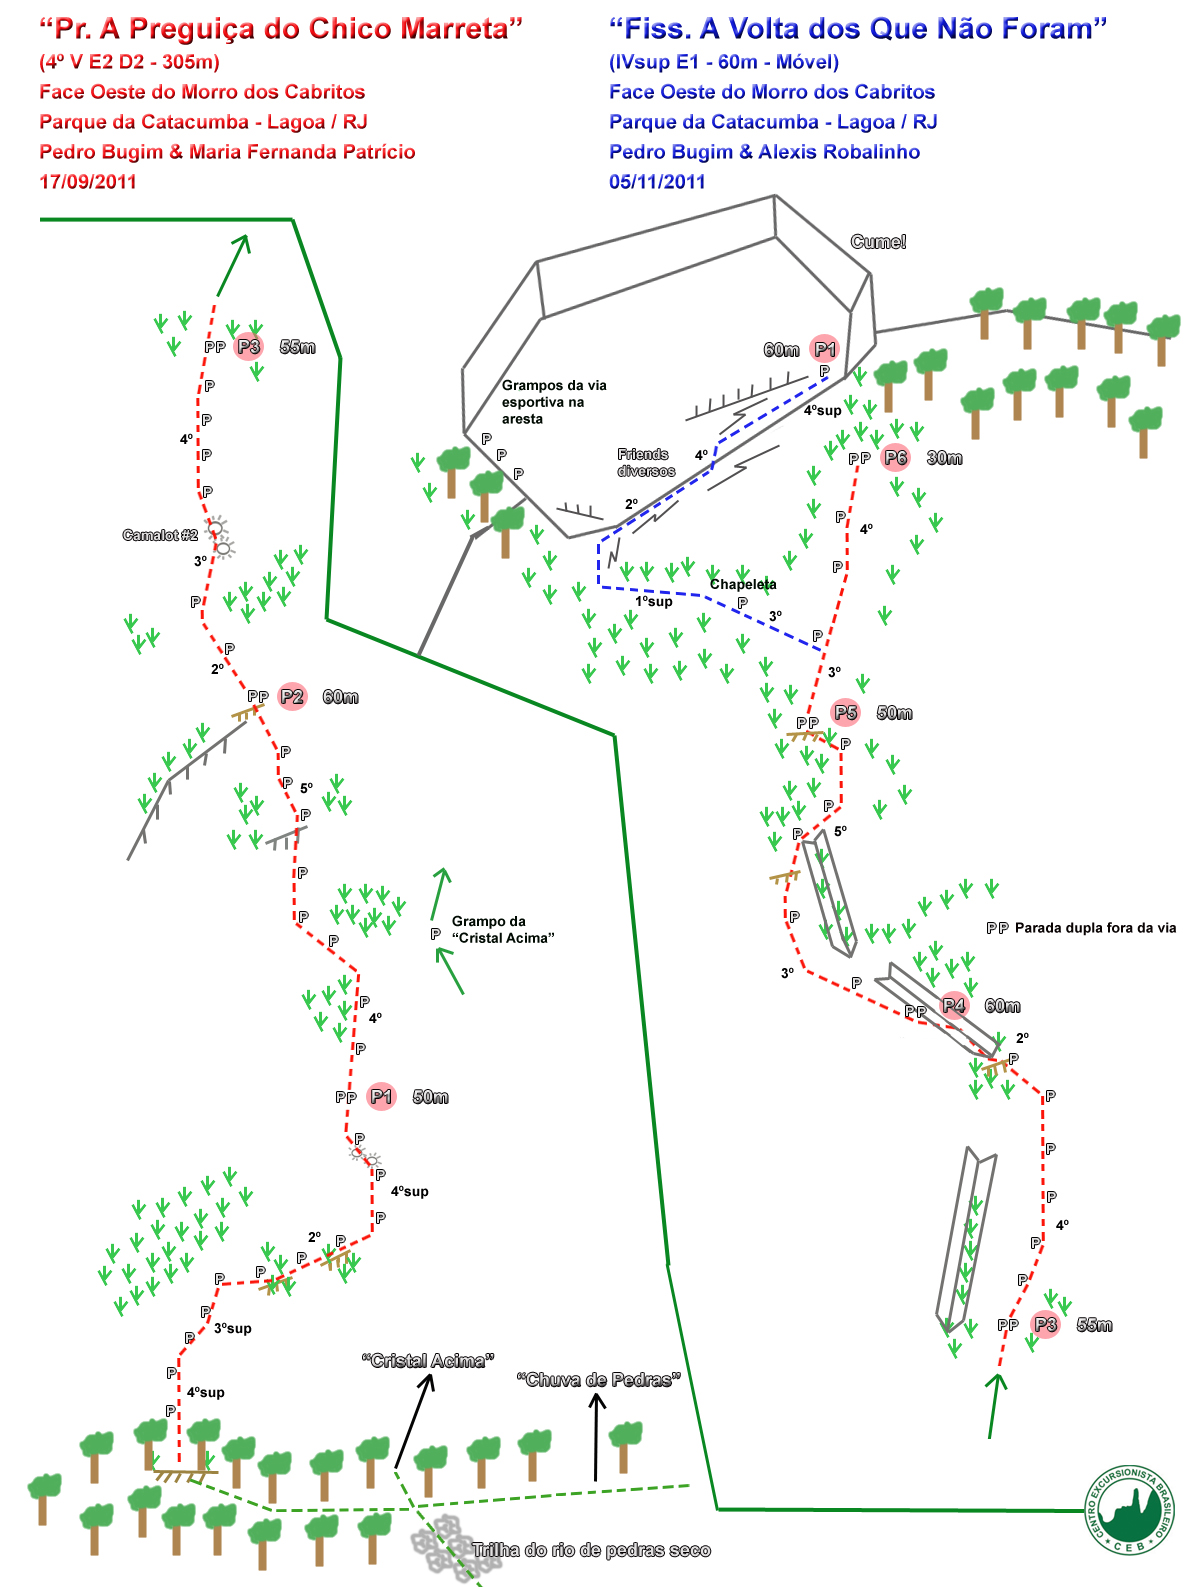 “Pr. A Preguiça do Chico Marreta”
(4º V E2 D2 - 305m)
Face Oeste do Morro dos Cabritos
Parque da Catacumba - Lagoa / RJ
Pedro Bugim & Maria Fernanda Patrício
17/09/2011
“Fiss. A Volta dos Que Não Foram”
(IVsup E1 - 60m - Móvel)
Face Oeste do Morro dos Cabritos
Parque da Catacumba - Lagoa / RJ
Pedro Bugim & Alexis Robalinho
05/11/2011
PP P3 55m
P
P
4º
P
P
Camalot #2
3º
P
P
2º
PP P2 60m
P
P
5º
P
P
P
P
Grampo da
“Cristal Acima”
P
P
4º
P
PP P1 50m
P
P
4ºsup
P
2º
P
P
P
P
P
3ºsup
P
P
4ºsup
P
“Cristal Acima”
“Chuva de Pedras”
Trilha do rio de pedras seco
Cume!
60m P1
P
Grampos da via
esportiva na
aresta
P
P
P
4ºsup
4º
Friends
diversos
2º
PP P6 30m
P
4º
P
Chapeleta
1ºsup
P
3º
P
3º
PP P5 50m
P
P
P
5º
P
PP Parada dupla fora da via
3º
P
PP P4 60m
2º
P
P
P
P
4º
P
P
PP P3 55m
CENTRO EXCURSIONISTA BRASILEIRO
C E B